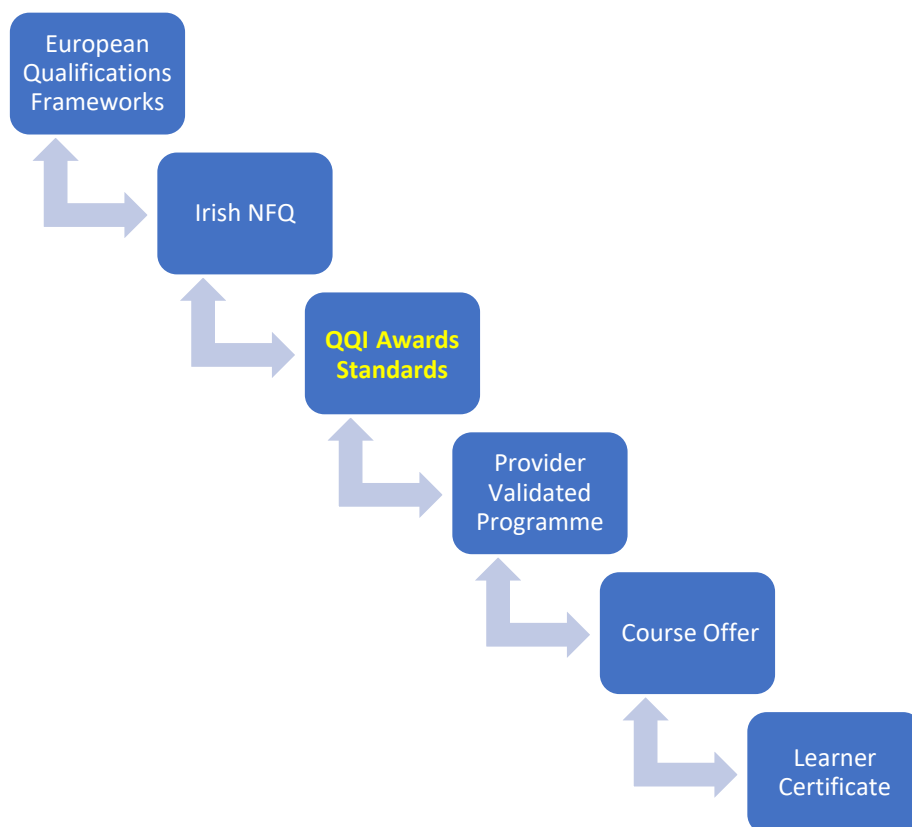 European
Qualifications
Frameworks
Irish NFQ
QQI Awards
Standards
Provider
Validated
Programme
Course Offer
Learner
Certificate